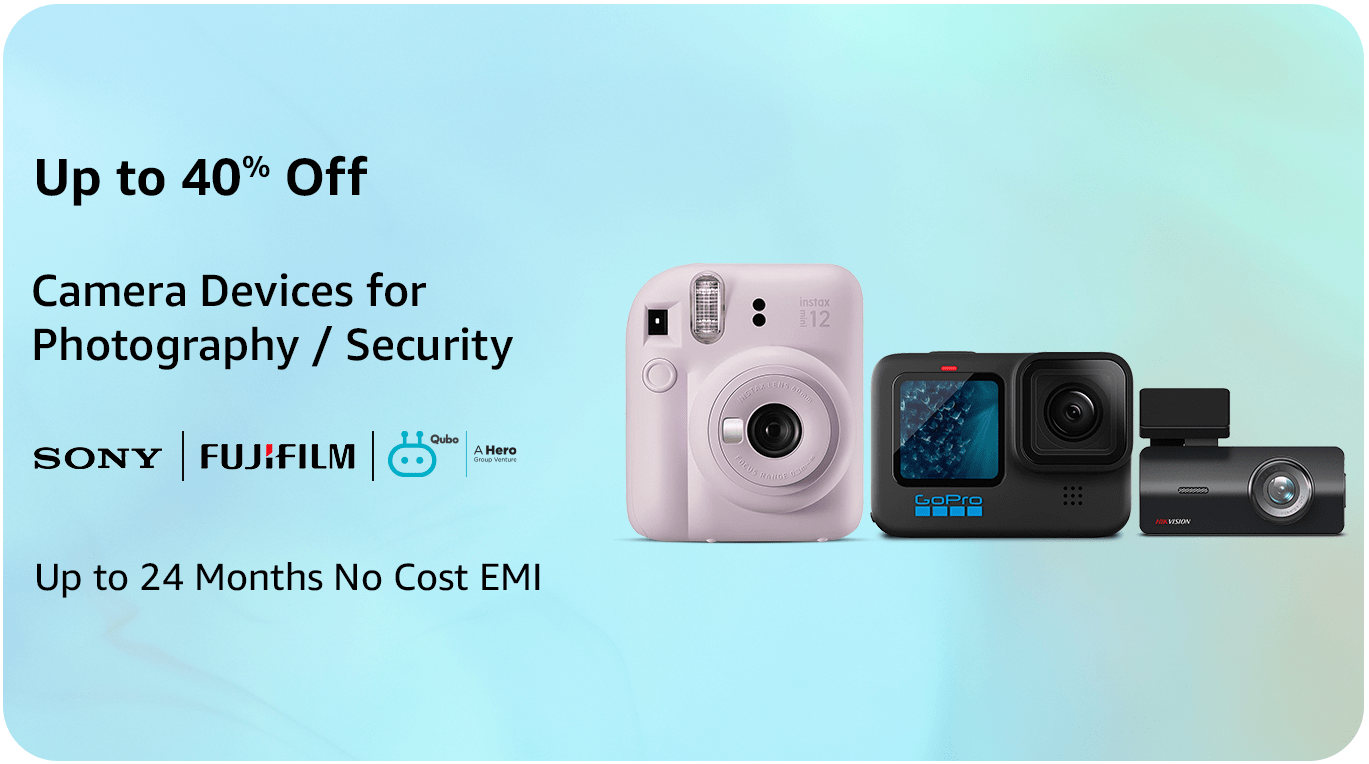 Up to 40% Off
Camera Devices for
Photography / Security
SONY
FUJIFILM
Qubo
A Hero
Group Venture
Up to 24 Months No Cost EMI
instax
mini 12
GoPro
HIKVISION